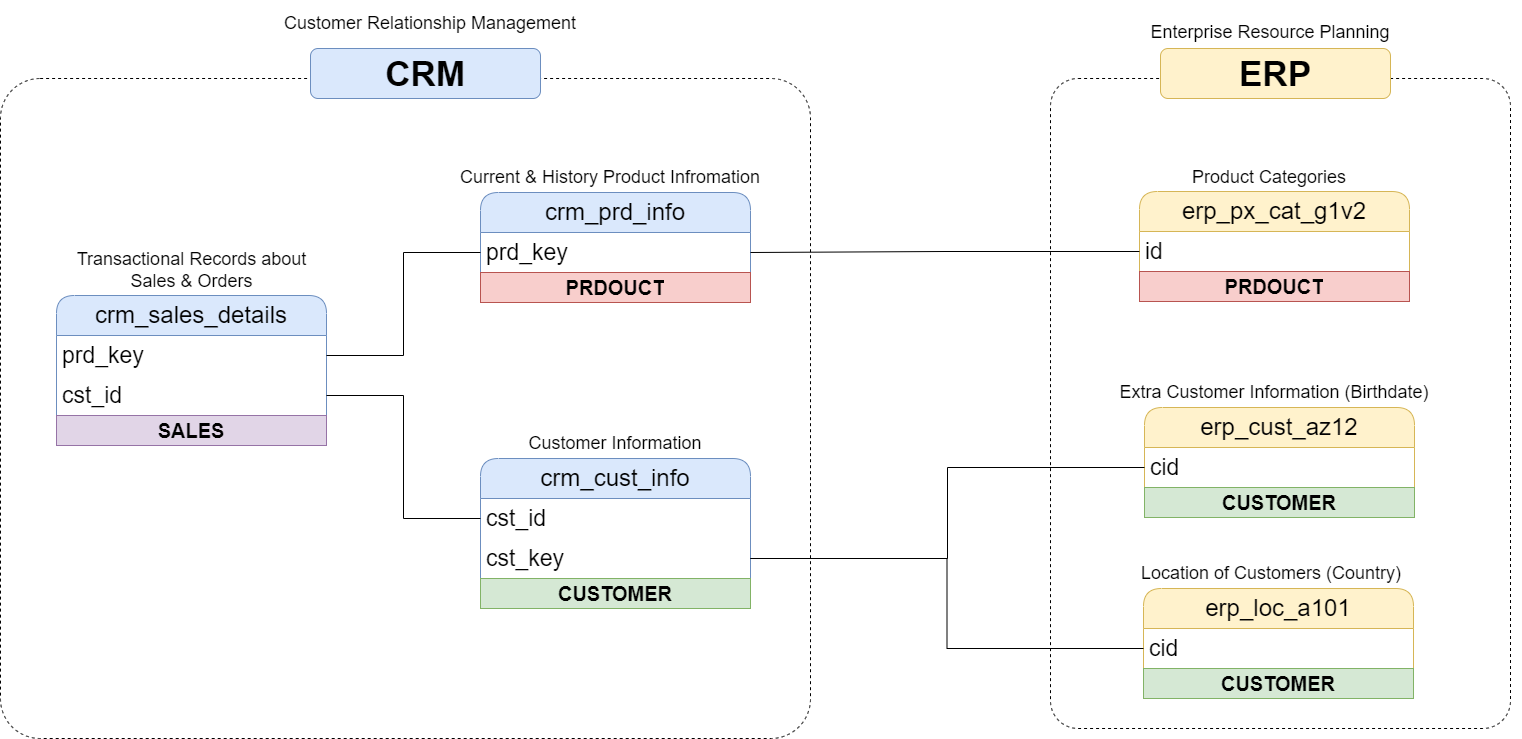 Customer Relationship Management
CRM
Enterprise Resource Planning
ERP
Transactional Records about
Sales & Orders
crm_sales_details
prd_key
cst_id
SALES
Current & History Product Infromation
crm_prd_info
prd_key
PRDOUCT
Customer Information
crm_cust_info
cst_id
cst_key
CUSTOMER
Product Categories
erp_px_cat_g1v2
id
PRDOUCT
Extra Customer Information (Birthdate)
erp_cust_az12
cid
CUSTOMER
Location of Customers (Country)
erp_loc_a101
cid
CUSTOMER